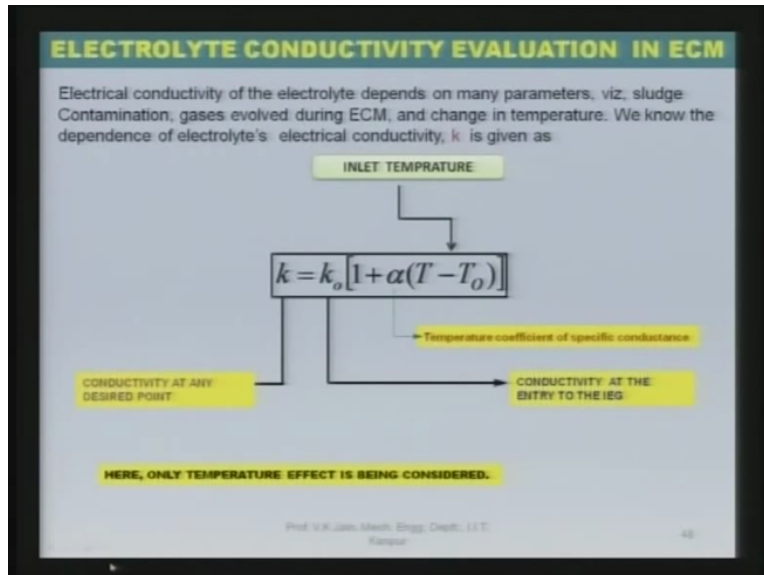 ELECTROLYTE CONDUCTIVITY EVALUATION IN ECM
Electrical conductivity of the electrolyte depends on many parameters, viz, sludge
Contamination, gases evolved during ECM, and change in temperature. We know the
dependence of electrolyte's electrical conductivity, k is given as
INLET TEMPRATURE
k = k₀[1+α(T−T_O)]
Temperature coefficient of specific conductance
CONDUCTIVITY AT ANY
DESIRED POINT
CONDUCTIVITY AT THE
ENTRY TO THE IEG
HERE, ONLY TEMPERATURE EFFECT IS BEING CONSIDERED.
Prof. V.K.Jain, Mech. Engg. Deptt., I.I.T.
Kanpur